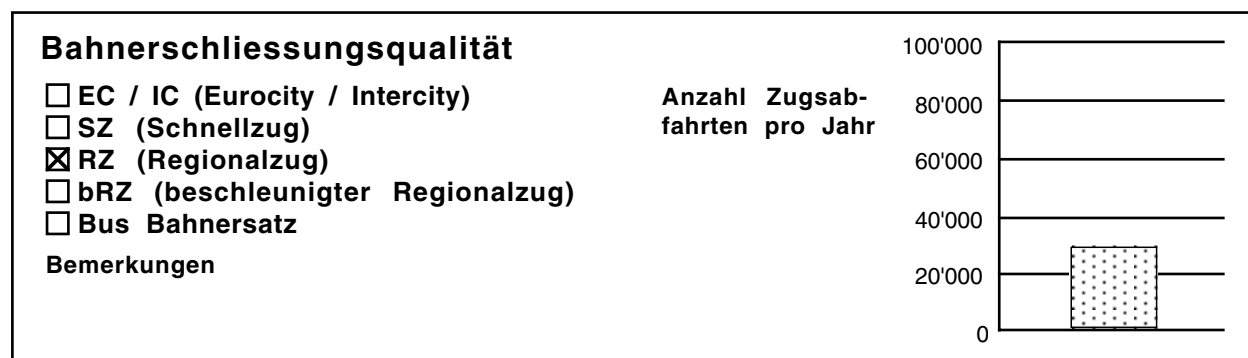 Bahnerschliessungsqualität
EC / IC (Eurocity / Intercity)
SZ (Schnellzug)
RZ (Regionalzug)
bRZ (beschleunigter Regionalzug)
Bus Bahnersatz
Bemerkungen
Anzahl Zugsab-
fahrten pro Jahr
100'000
80'000
60'000
40'000
20'000
0